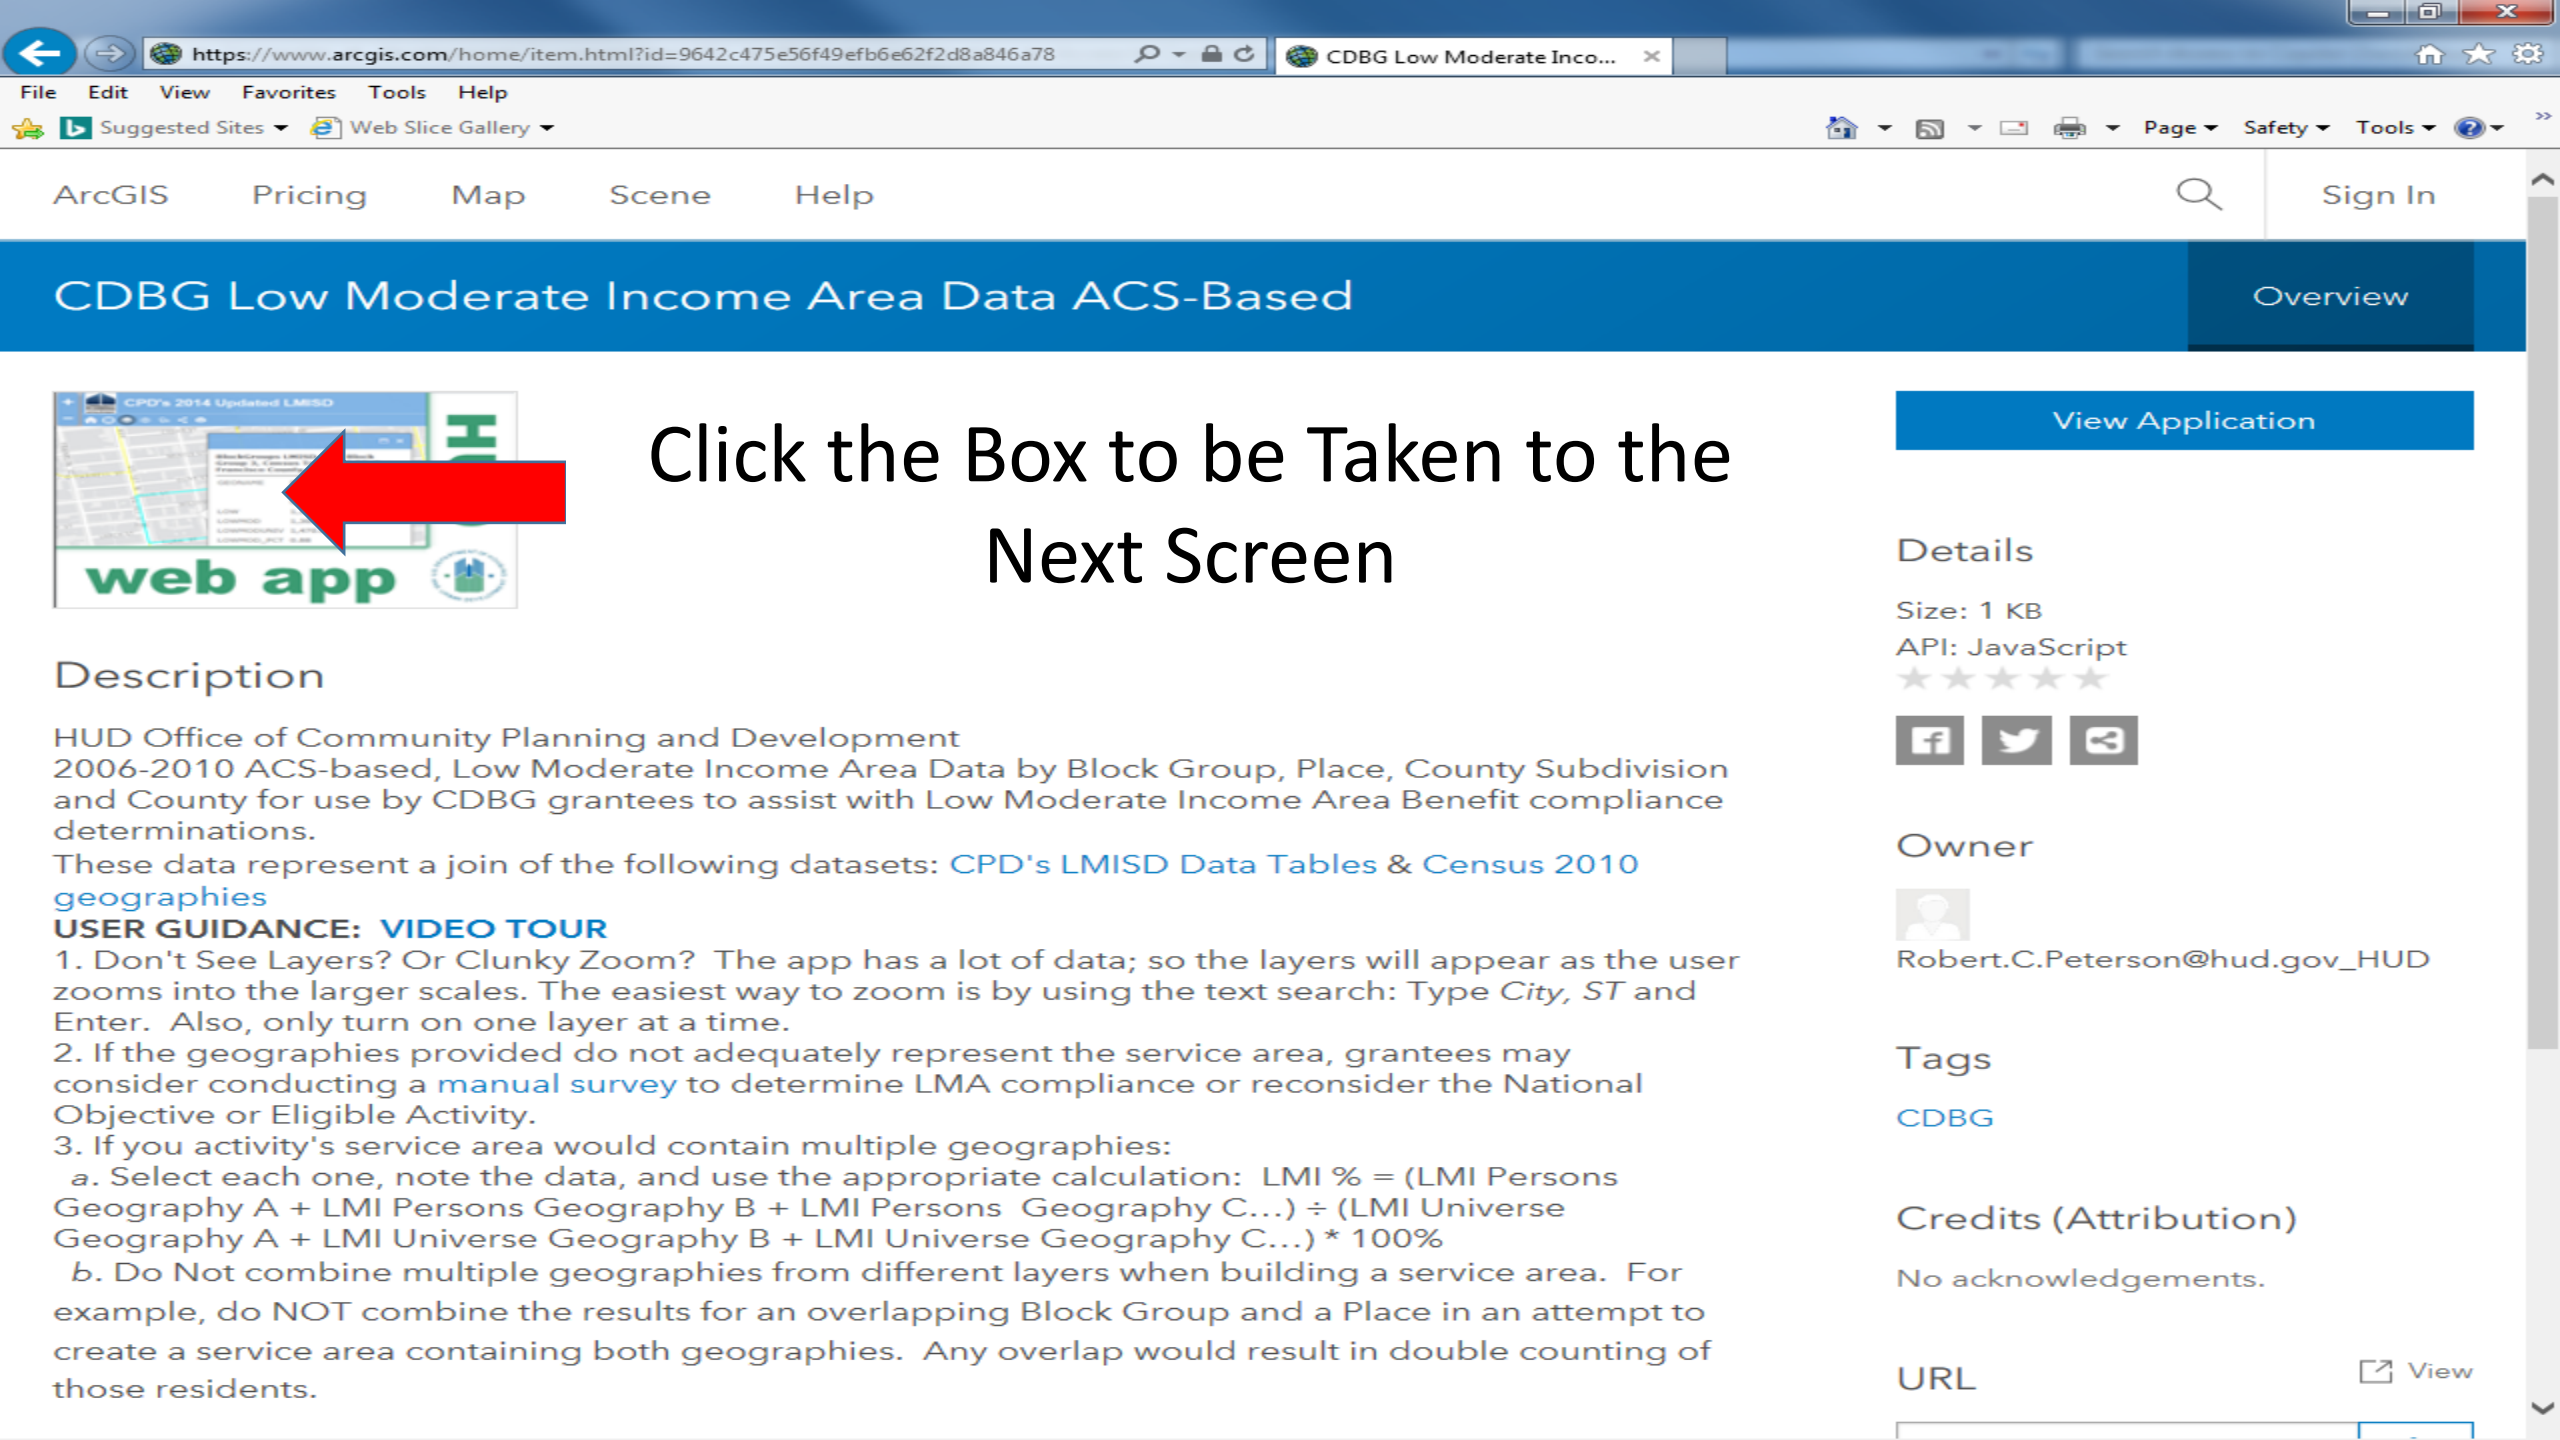 https://www.arcgis.com/home/item.html?id=9642c475e56f49efb6e62f2d8a846a78
CDBG Low Moderate Inco...
File Edit View Favorites Tools Help
Suggested Sites Web Slice Gallery
Page Safety Tools
ArcGIS Pricing Map Scene Help
Sign In
CDBG Low Moderate Income Area Data ACS-Based
Overview
CPD's 2014 Updated LMISD
web app
Click the Box to be Taken to the
Next Screen
View Application
Description
HUD Office of Community Planning and Development
2006-2010 ACS-based, Low Moderate Income Area Data by Block Group, Place, County Subdivision
and County for use by CDBG grantees to assist with Low Moderate Income Area Benefit compliance
determinations.
These data represent a join of the following datasets: CPD's LMISD Data Tables & Census 2010
geographies
USER GUIDANCE: VIDEO TOUR
1. Don't See Layers? Or Clunky Zoom? The app has a lot of data; so the layers will appear as the user
zooms into the larger scales. The easiest way to zoom is by using the text search: Type City, ST and
Enter. Also, only turn on one layer at a time.
2. If the geographies provided do not adequately represent the service area, grantees may
consider conducting a manual survey to determine LMA compliance or reconsider the National
Objective or Eligible Activity.
3. If you activity's service area would contain multiple geographies:
a. Select each one, note the data, and use the appropriate calculation: LMI % = (LMI Persons
Geography A + LMI Persons Geography B + LMI Persons Geography C...) ÷ (LMI Universe
Geography A + LMI Universe Geography B + LMI Universe Geography C...) * 100%
b. Do Not combine multiple geographies from different layers when building a service area. For
example, do NOT combine the results for an overlapping Block Group and a Place in an attempt to
create a service area containing both geographies. Any overlap would result in double counting of
those residents.
Details
Size: 1 KB
API: JavaScript
Owner
Robert.C.Peterson@hud.gov_HUD
Tags
CDBG
Credits (Attribution)
No acknowledgements.
URL
View